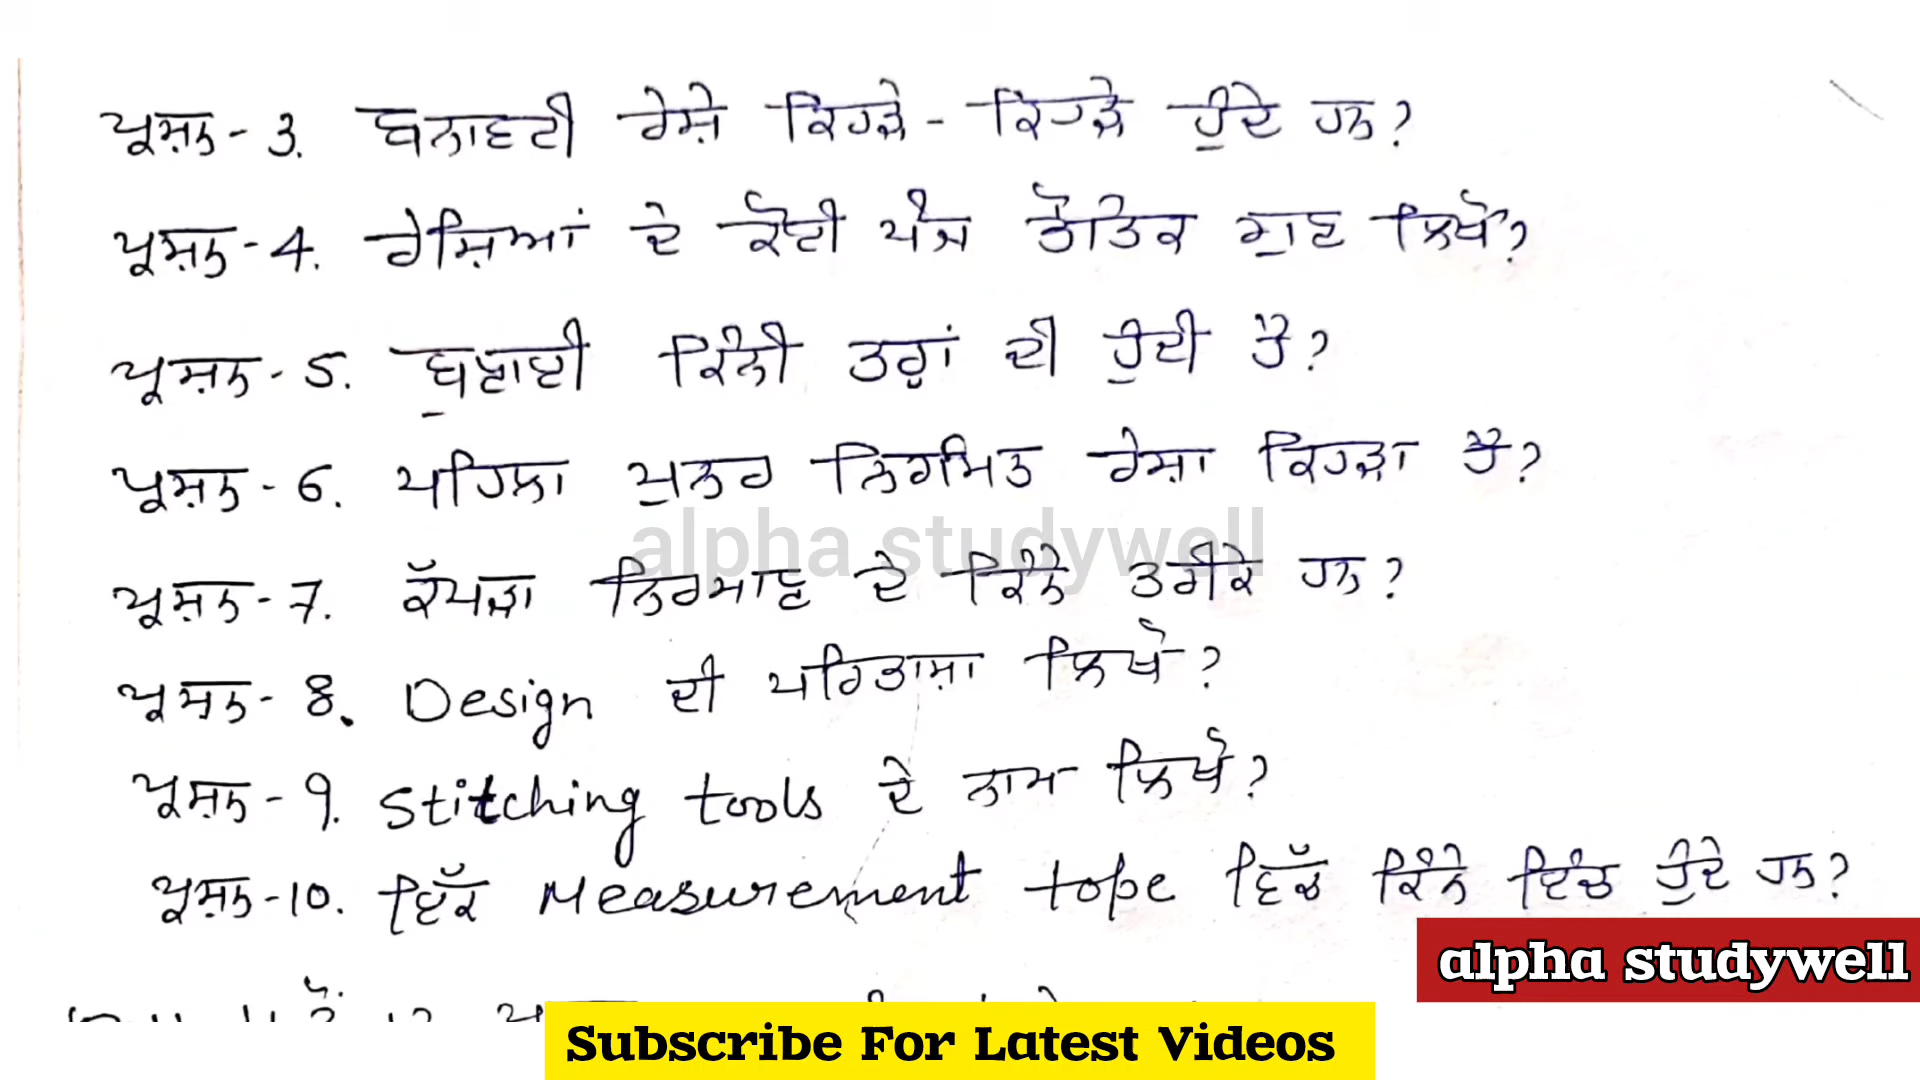 ਪ੍ਰਸ਼ਨ-3. ਬਨਾਵਟੀ ਰੇਸ਼ੇ ਕਿਹੜੇ-ਕਿਹੜੇ ਹੁੰਦੇ ਹਨ?
ਪ੍ਰਸ਼ਨ-4. ਰੇਸ਼ਿਆਂ ਦੇ ਕੋਈ ਪੰਜ ਭੌਤਿਕ ਗੁਣ ਲਿਖੋ?
ਪ੍ਰਸ਼ਨ-5. ਬੁਣਾਈ ਕਿੰਨੀ ਤਰ੍ਹਾਂ ਦੀ ਹੁੰਦੀ ਹੈ?
ਪ੍ਰਸ਼ਨ-6. ਪਹਿਲਾ ਪੁਨਰ ਨਿਰਮਿਤ ਰੇਸ਼ਾ ਕਿਹੜਾ ਹੈ?
alpha studywell
ਪ੍ਰਸ਼ਨ-7. ਕੱਪੜਾ ਨਿਰਮਾਣ ਦੇ ਕਿੰਨੇ ਤਰੀਕੇ ਹਨ?
ਪ੍ਰਸ਼ਨ-8. Design ਦੀ ਪਰਿਭਾਸ਼ਾ ਲਿਖੋ?
ਪ੍ਰਸ਼ਨ-9. Stitching tools ਦੇ ਨਾਮ ਲਿਖੋ?
ਪ੍ਰਸ਼ਨ-10. ਇੱਕ Measurement tape ਵਿੱਚ ਕਿੰਨੇ ਇੰਚ ਹੁੰਦੇ ਹਨ?
alpha studywell
Subscribe For Latest Videos